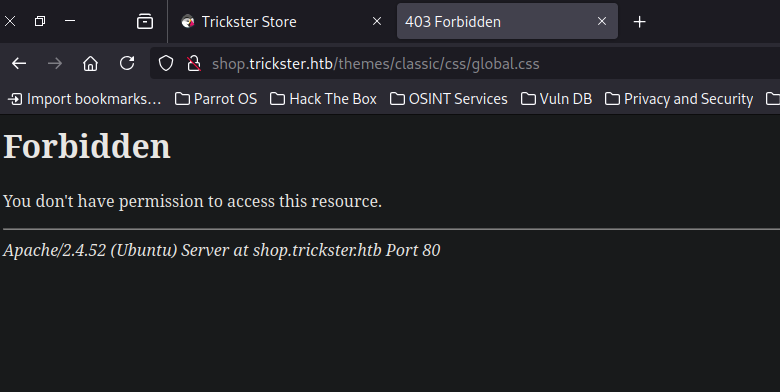 Trickster Store
403 Forbidden
shop.trickster.htb/themes/classic/css/global.css
Import bookmarks... Parrot OS Hack The Box OSINT Services Vuln DB Privacy and Security
Forbidden
You don't have permission to access this resource.
Apache/2.4.52 (Ubuntu) Server at shop.trickster.htb Port 80